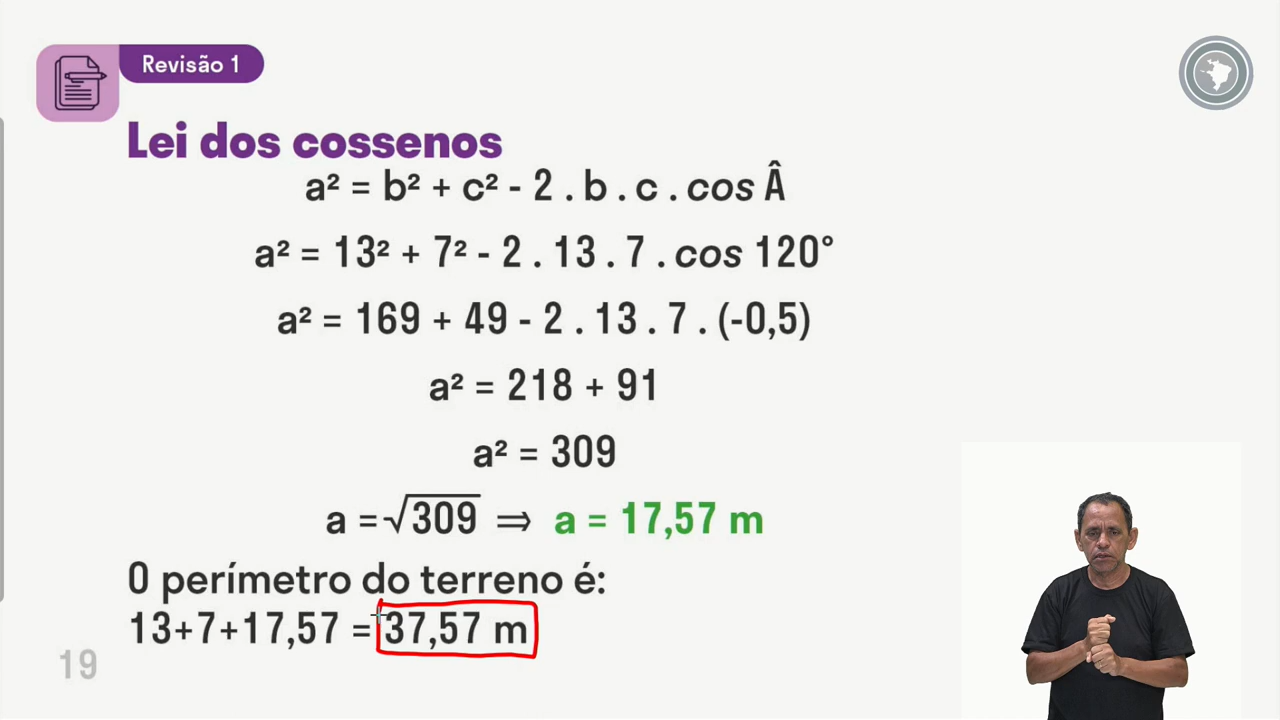 Revisão 1
Lei dos cossenos
a² = b² + c² - 2 . b . c . cos Â
a² = 13² + 7² - 2 . 13 . 7 . cos 120°
a² = 169 + 49 - 2 . 13 . 7 . (-0,5)
a² = 218 + 91
a² = 309
a = √309 ⇒ a = 17,57 m
O perímetro do terreno é:
13+7+17,57 = 37,57 m
19